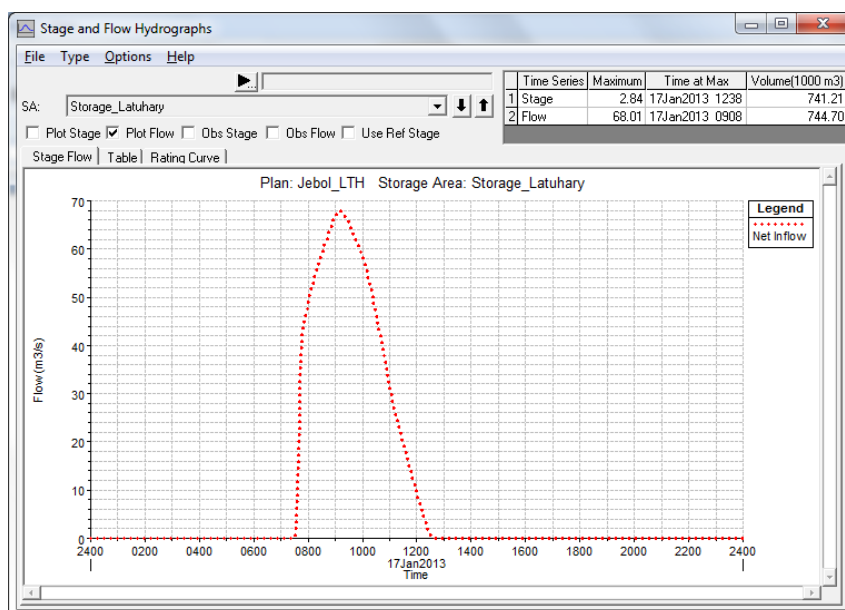 Stage and Flow Hydrographs
File Type Options Help
SA: Storage_Latuhary
Plot Stage Plot Flow Obs Stage Obs Flow Use Ref Stage
Time Series Maximum Time at Max Volume(1000 m3)
1 Stage 2.84 17Jan2013 1238 741.21
2 Flow 68.01 17Jan2013 0908 744.70
Stage Flow Table Rating Curve
Plan: Jebol_LTH Storage Area: Storage_Latuhary
Legend
Net Inflow
Flow (m3/s)
70
60
50
40
30
20
10
0
2400 0200 0400 0600 0800 1000 1200 1400 1600 1800 2000 2200 2400
17Jan2013
Time